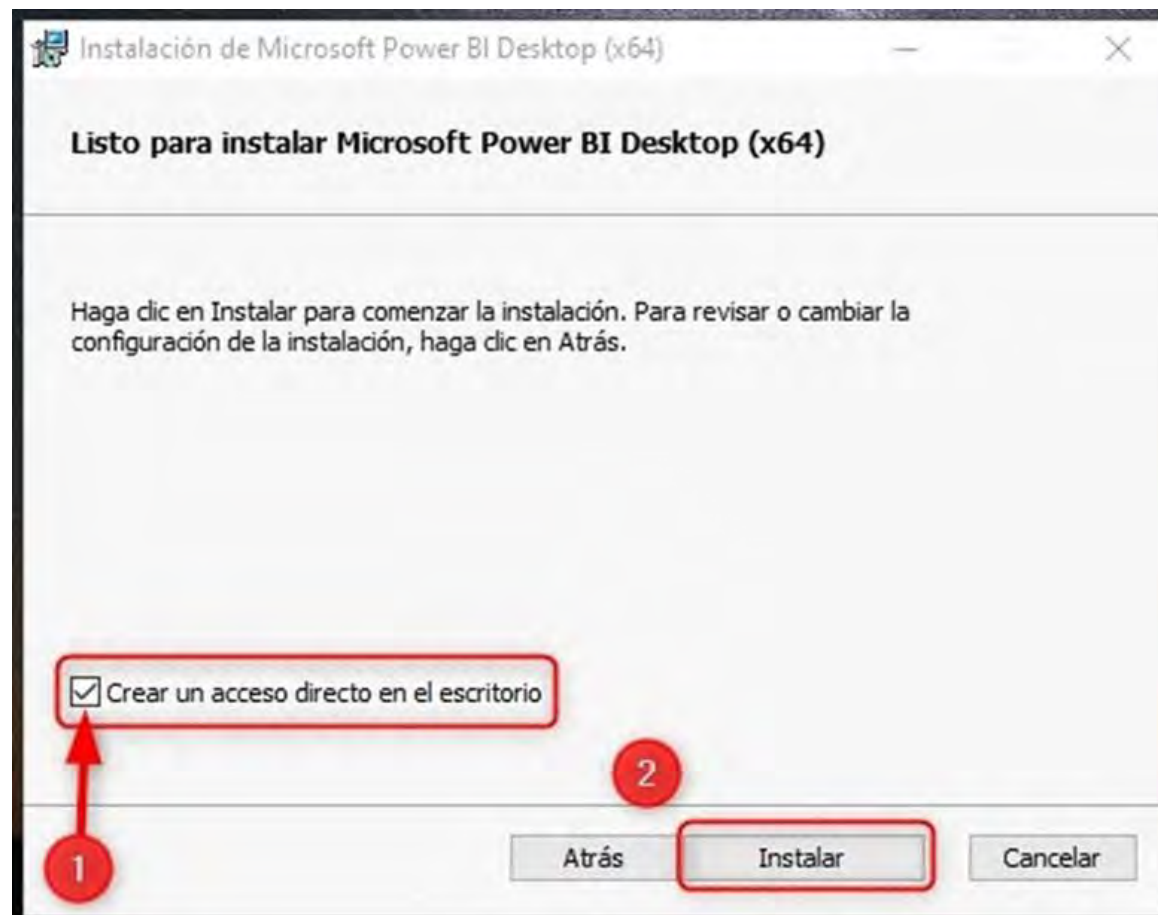 Instalación de Microsoft Power BI Desktop (x64)
Listo para instalar Microsoft Power BI Desktop (x64)
Haga clic en Instalar para comenzar la instalación. Para revisar o cambiar la
configuración de la instalación, haga clic en Atrás.
Crear un acceso directo en el escritorio
2
1
Atrás Instalar Cancelar